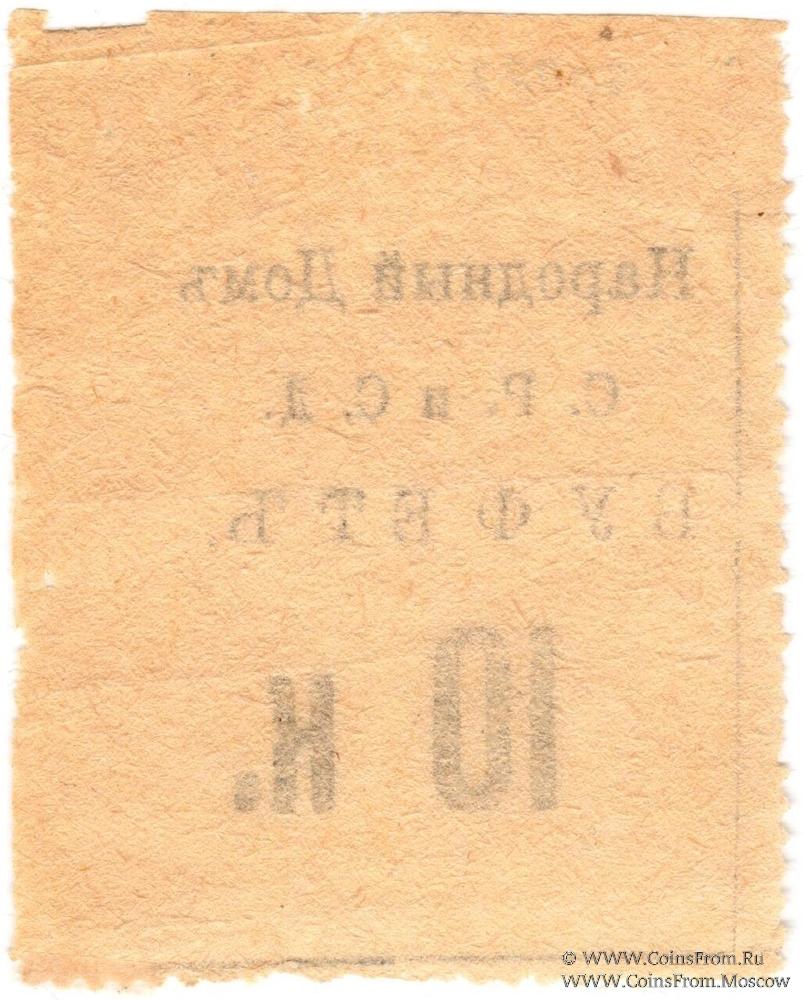 Народный Домъ
С. Р. и С. Д.
БУФЕТЪ.
10 к.
© WWW.CoinsFrom.Ru
WWW.CoinsFrom.Moscow